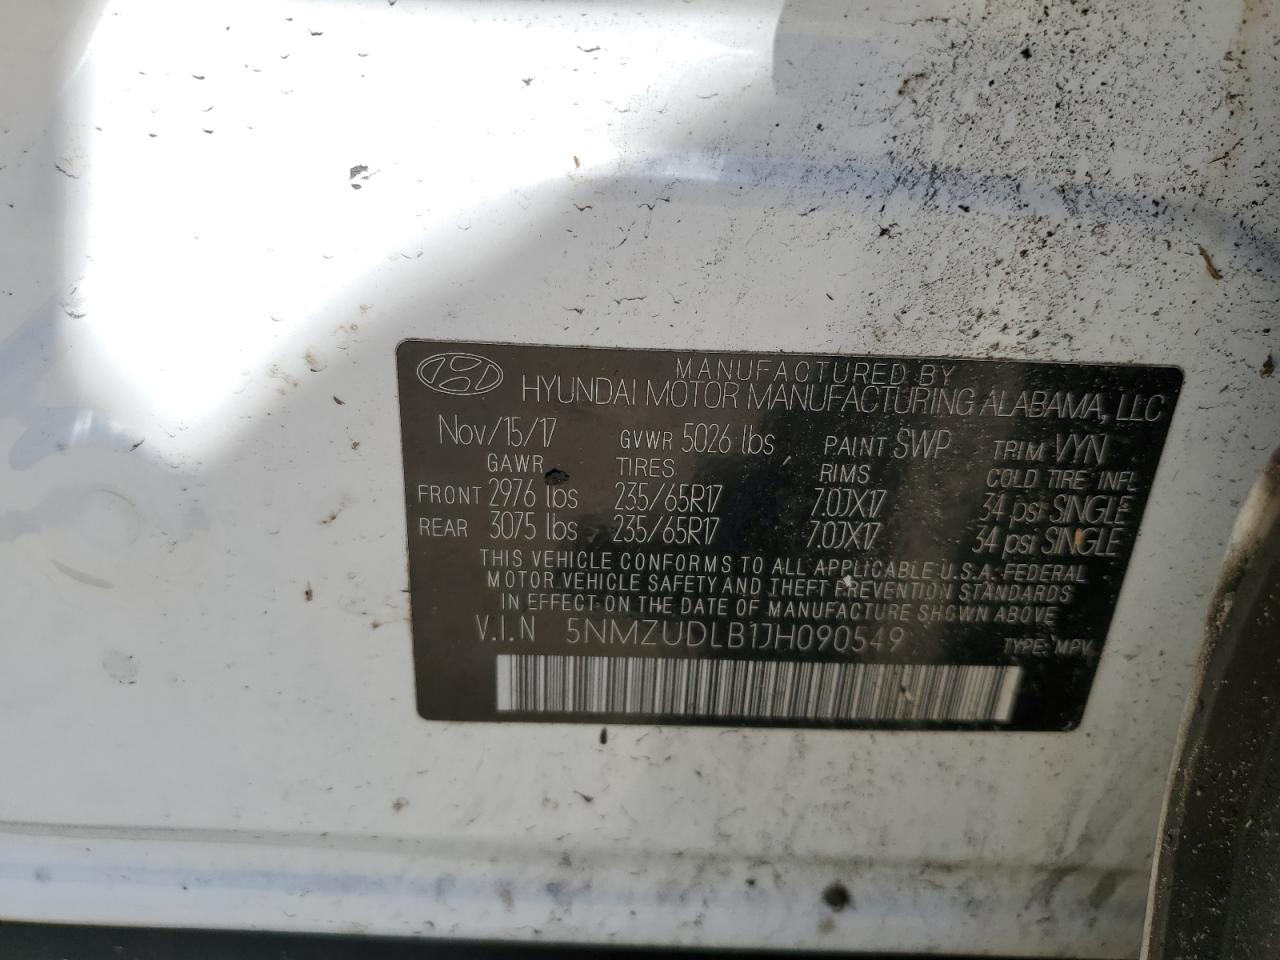 MANUFACTURED BY
HYUNDAI MOTOR MANUFACTURING ALABAMA, LLC
Nov/15/17 GVWR 5026 lbs PAINT SWP TRIM VYN
GAWR TIRES RIMS COLD TIRE INFL
FRONT 2976 lbs 235/65R17 7.0JX17 34 psi SINGLE
REAR 3075 lbs 235/65R17 7.0JX17 34 psi SINGLE
THIS VEHICLE CONFORMS TO ALL APPLICABLE U.S.A. FEDERAL
MOTOR VEHICLE SAFETY AND THEFT PREVENTION STANDARDS
IN EFFECT ON THE DATE OF MANUFACTURE SHOWN ABOVE
V.I.N 5NMZUDLB1JH090549 TYPE: MPV